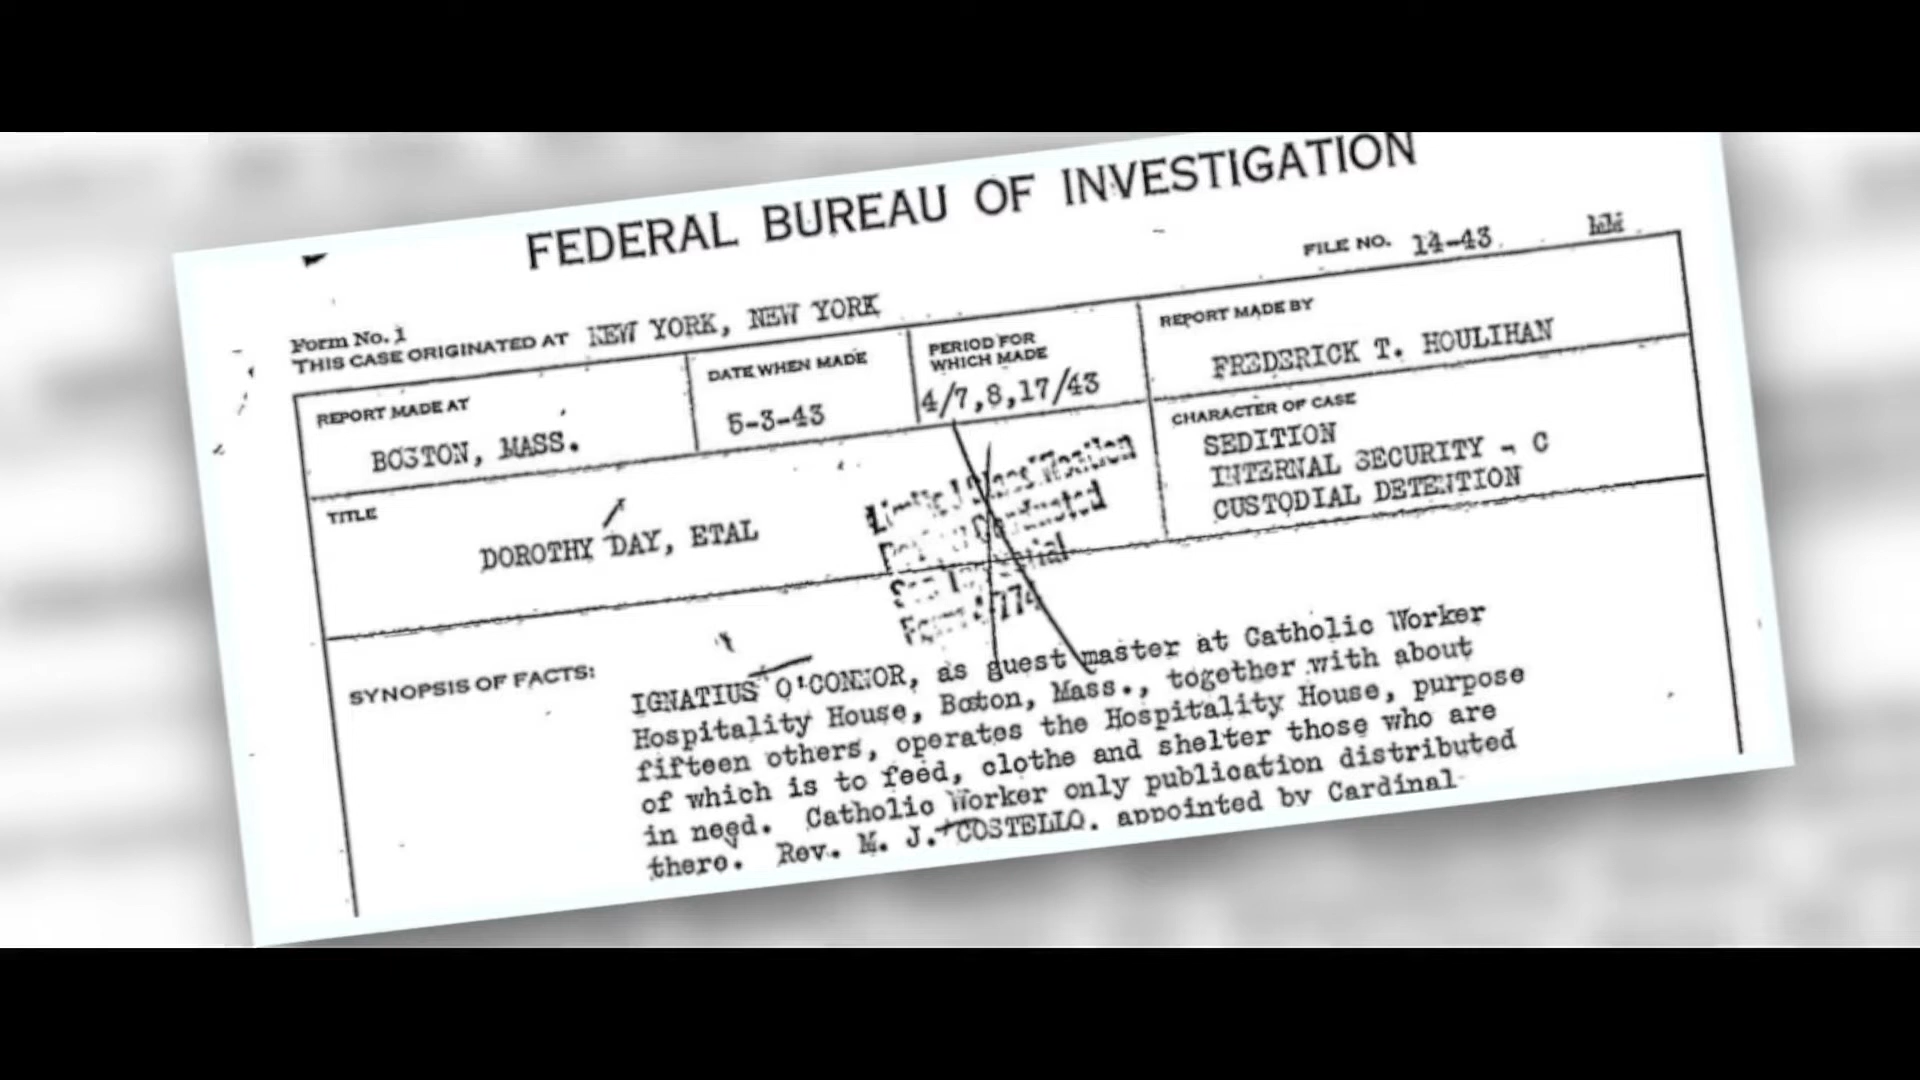 FEDERAL BUREAU OF INVESTIGATION
Form No. 1
THIS CASE ORIGINATED AT NEW YORK, NEW YORK
FILE NO. 14-43 MM
REPORT MADE AT
BOSTON, MASS.
DATE WHEN MADE
5-3-43
PERIOD FOR
WHICH MADE
4/7,8,17/43
REPORT MADE BY
FREDERICK T. HOULIHAN
TITLE
DOROTHY DAY, ETAL
CHARACTER OF CASE
SEDITION
INTERNAL SECURITY - C
CUSTODIAL DETENTION
SYNOPSIS OF FACTS:
IGNATIUS O'CONNOR, as guest master at Catholic Worker
Hospitality House, Boston, Mass., together with about
fifteen others, operates the Hospitality House, purpose
of which is to feed, clothe and shelter those who are
in need. Catholic Worker only publication distributed
there. Rev. M. J. COSTELLO, appointed by Cardinal